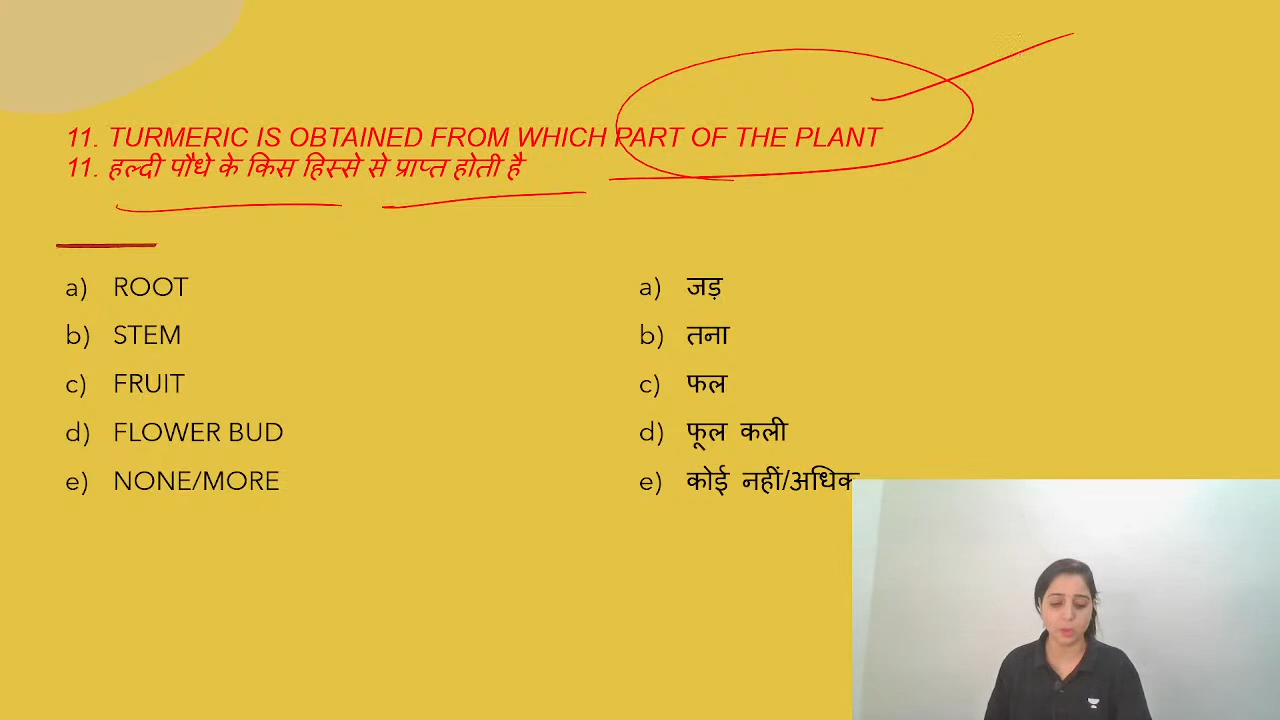 11. TURMERIC IS OBTAINED FROM WHICH PART OF THE PLANT
11. हल्दी पौधे के किस हिस्से से प्राप्त होती है
a) ROOT
b) STEM
c) FRUIT
d) FLOWER BUD
e) NONE/MORE
a) जड़
b) तना
c) फल
d) फूल कली
e) कोई नहीं/अधिक